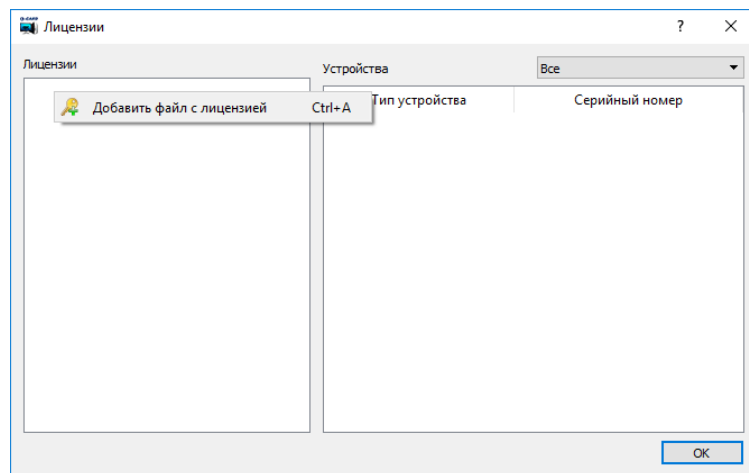 Лицензии
?
Лицензии
Устройства
Все
Добавить файл с лицензией Ctrl+A
Тип устройства
Серийный номер
OK